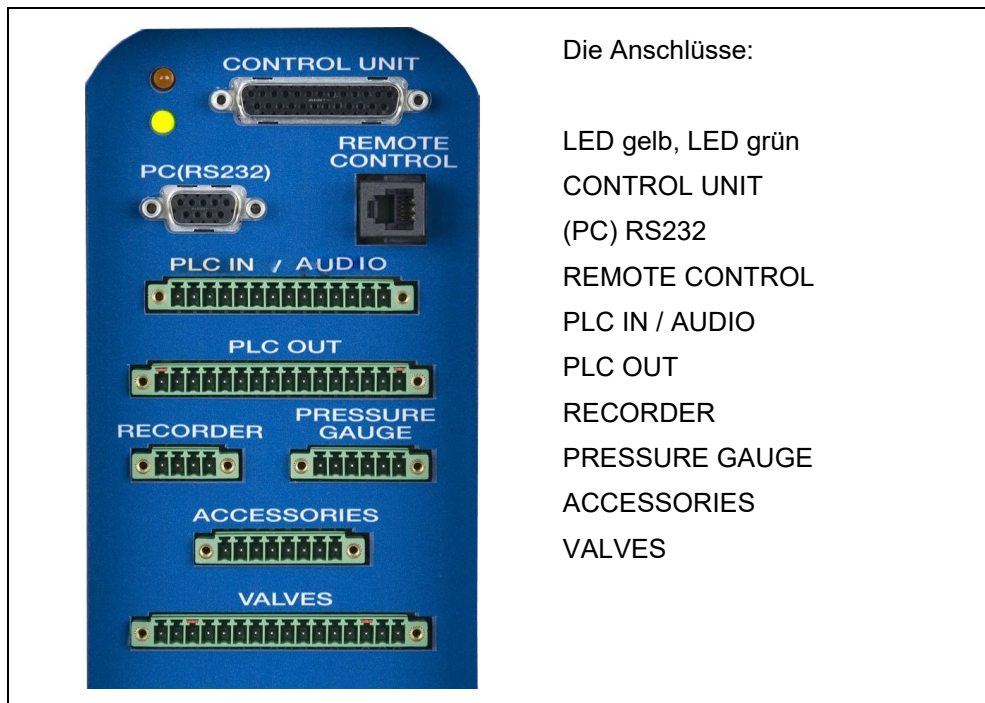 CONTROL UNIT
REMOTE
CONTROL
PC(RS232)
PLC IN / AUDIO
PLC OUT
RECORDER
PRESSURE
GAUGE
ACCESSORIES
VALVES
Die Anschlüsse:
LED gelb, LED grün
CONTROL UNIT
(PC) RS232
REMOTE CONTROL
PLC IN / AUDIO
PLC OUT
RECORDER
PRESSURE GAUGE
ACCESSORIES
VALVES